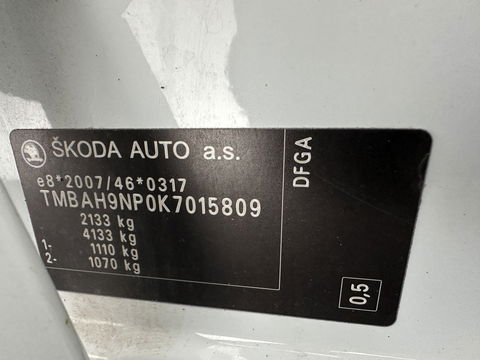 ŠKODA AUTO a.s.
e8*2007/46*0317
TMBAH9NP0K7015809
2133 kg
4133 kg
1- 1110 kg
2- 1070 kg
DFGA
0,5